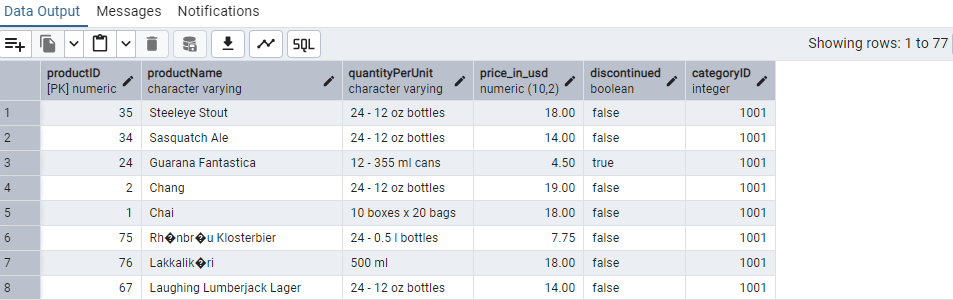 Data Output Messages Notifications
SQL Showing rows: 1 to 77
productID productName quantityPerUnit price_in_usd discontinued categoryID
[PK] numeric character varying character varying numeric (10,2) boolean integer
1 35 Steeleye Stout 24 - 12 oz bottles 18.00 false 1001
2 34 Sasquatch Ale 24 - 12 oz bottles 14.00 false 1001
3 24 Guarana Fantastica 12 - 355 ml cans 4.50 true 1001
4 2 Chang 24 - 12 oz bottles 19.00 false 1001
5 1 Chai 10 boxes x 20 bags 18.00 false 1001
6 75 Rh�nbr�u Klosterbier 24 - 0.5 l bottles 7.75 false 1001
7 76 Lakkalik�ri 500 ml 18.00 false 1001
8 67 Laughing Lumberjack Lager 24 - 12 oz bottles 14.00 false 1001